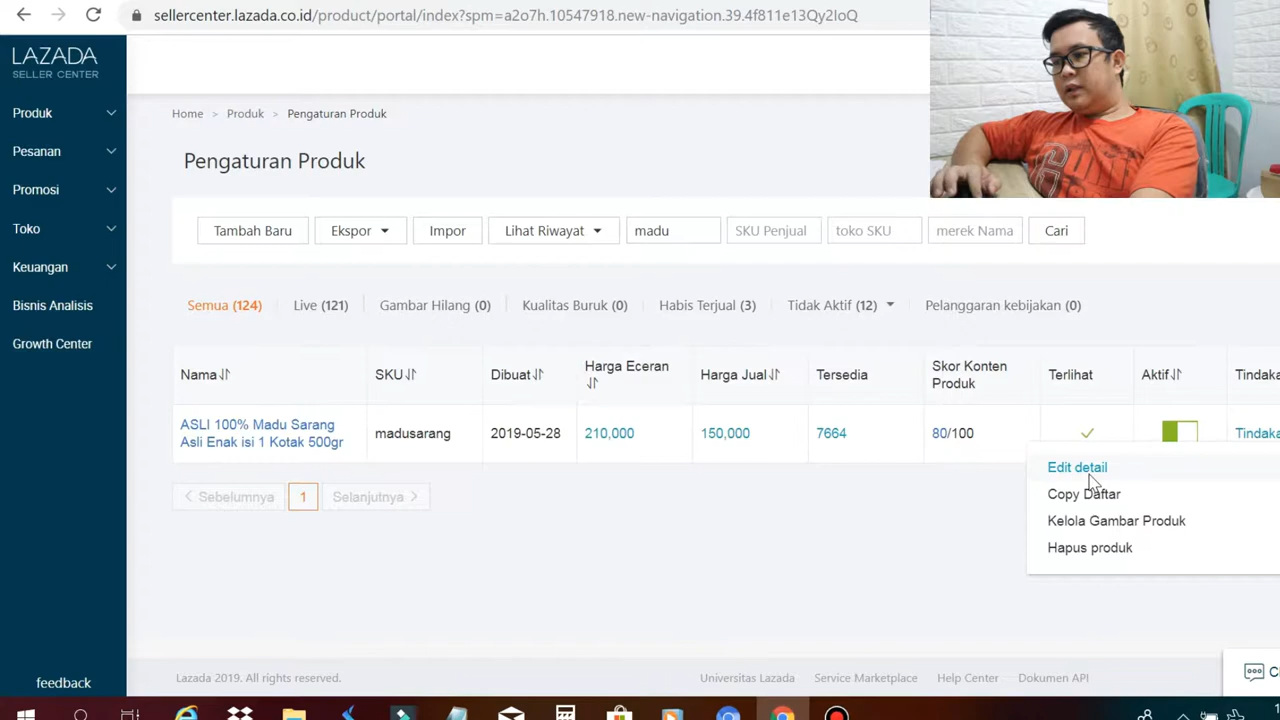 sellercenter.lazada.co.id/product/portal/index?spm=a2o7h.10547918.new-navigation.39.4f811e13Qy2IoQ
LAZADA
SELLER CENTER
Produk
Pesanan
Promosi
Toko
Keuangan
Bisnis Analisis
Growth Center
feedback
Home > Produk > Pengaturan Produk
Pengaturan Produk
Tambah Baru Ekspor Impor Lihat Riwayat madu SKU Penjual toko SKU merek Nama Cari
Semua (124) Live (121) Gambar Hilang (0) Kualitas Buruk (0) Habis Terjual (3) Tidak Aktif (12) Pelanggaran kebijakan (0)
Nama SKU Dibuat Harga Eceran Harga Jual Tersedia Skor Konten Produk Terlihat Aktif Tindaka
ASLI 100% Madu Sarang
Asli Enak isi 1 Kotak 500gr
madusarang 2019-05-28 210,000 150,000 7664 80/100 Tindaka
Edit detail
Copy Daftar
Kelola Gambar Produk
Hapus produk
< Sebelumnya 1 Selanjutnya >
Lazada 2019. All rights reserved. Universitas Lazada Service Marketplace Help Center Dokumen API